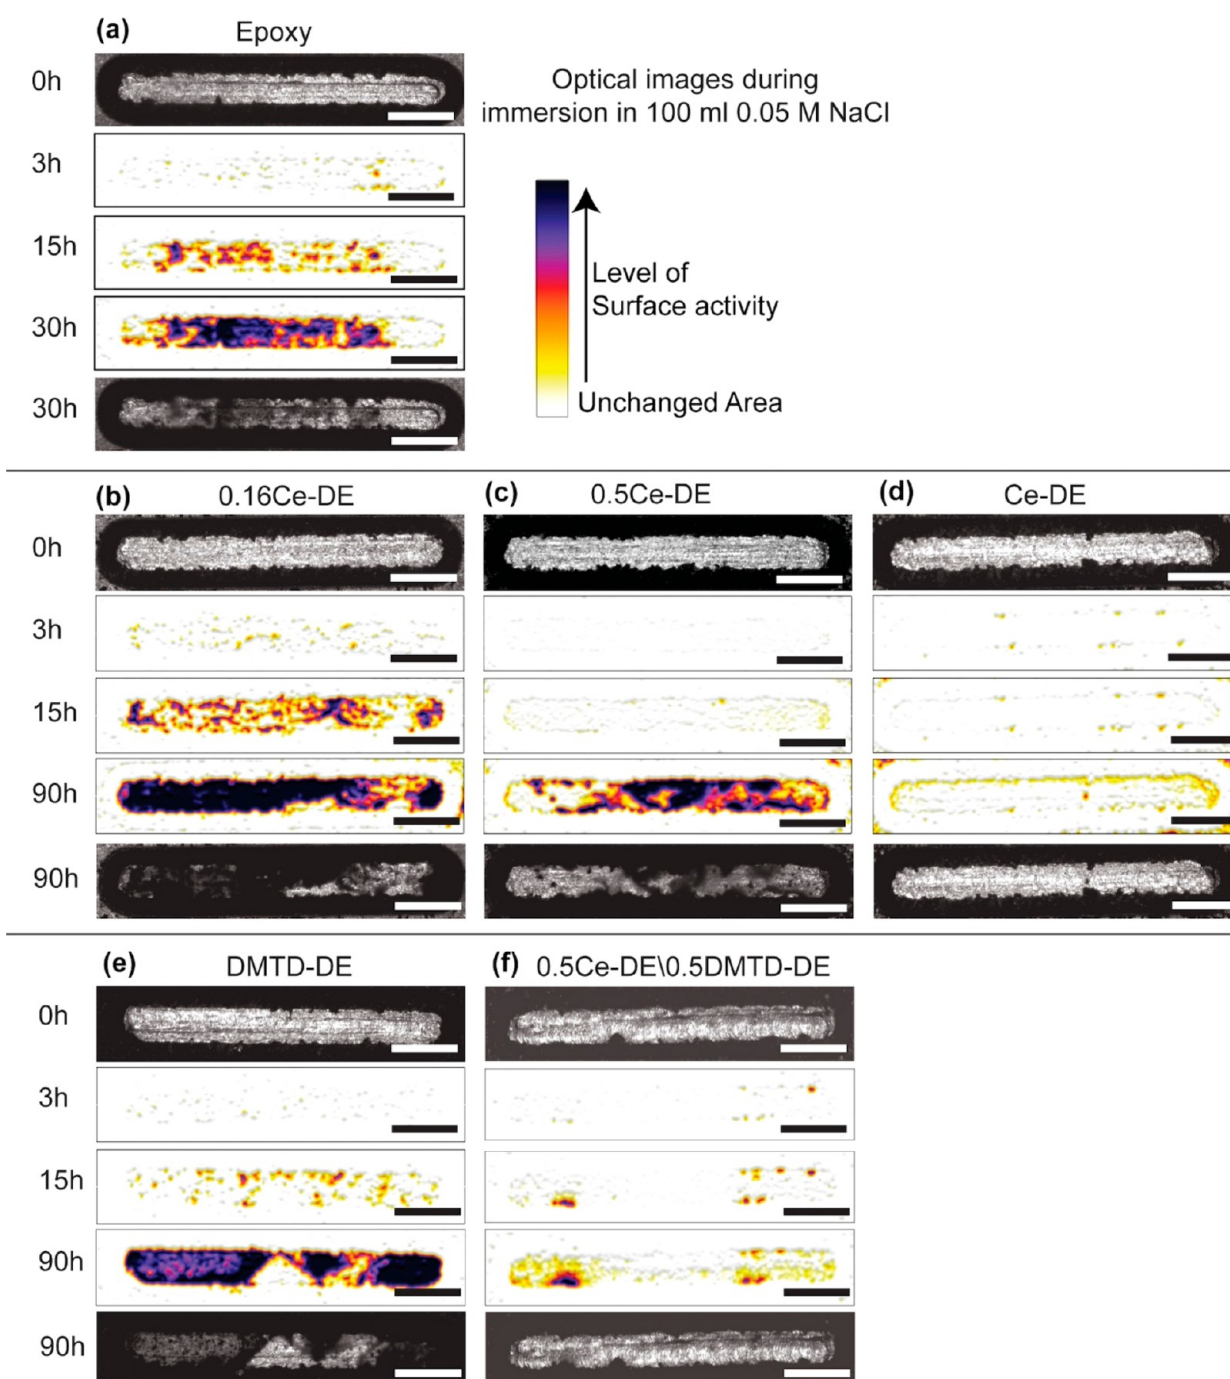 (a) Epoxy
0h
Optical images during
immersion in 100 ml 0.05 M NaCl
3h
15h
Level of
Surface activity
30h
Unchanged Area
30h
(b) 0.16Ce-DE (c) 0.5Ce-DE (d) Ce-DE
0h
3h
15h
90h
90h
(e) DMTD-DE (f) 0.5Ce-DE\0.5DMTD-DE
0h
3h
15h
90h
90h